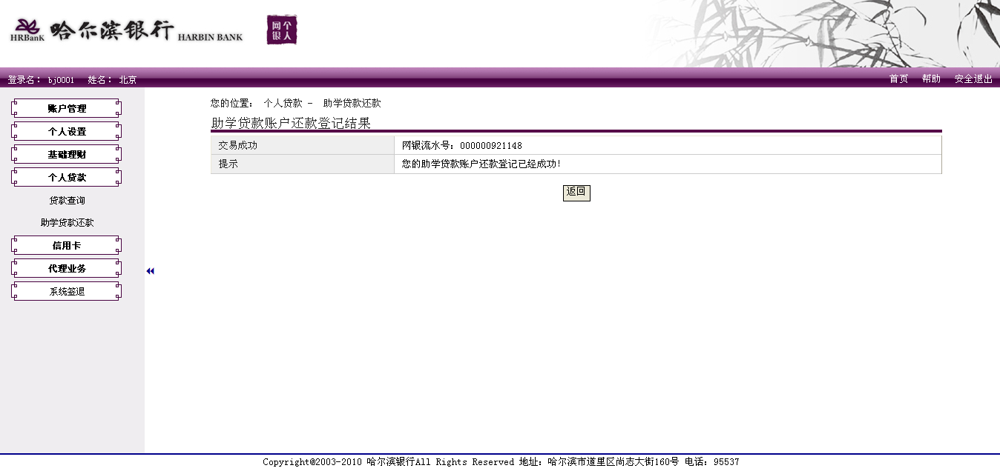 HRBanK 哈尔滨银行 HARBIN BANK 网个银人
登录名： bj0001 姓名： 北京 首页 帮助 安全退出
您的位置： 个人贷款 - 助学贷款还款
助学贷款账户还款登记结果
交易成功 网银流水号：000000921148
提示 您的助学贷款账户还款登记已经成功！
返回
账户管理
个人设置
基础理财
个人贷款
贷款查询
助学贷款还款
信用卡
代理业务
系统签退
Copyright@2003-2010 哈尔滨银行All Rights Reserved 地址：哈尔滨市道里区尚志大街160号 电话：95537